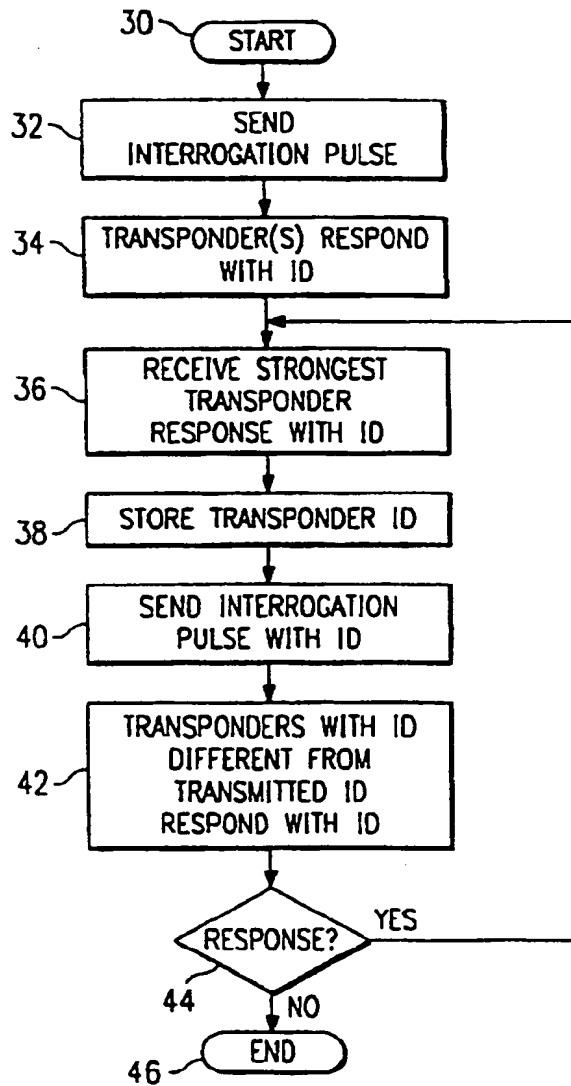 30
START
32
SEND
INTERROGATION PULSE
34
TRANSPONDER(S) RESPOND
WITH ID
36
RECEIVE STRONGEST
TRANSPONDER
RESPONSE WITH ID
38
STORE TRANSPONDER ID
40
SEND INTERROGATION
PULSE WITH ID
42
TRANSPONDERS WITH ID
DIFFERENT FROM
TRANSMITTED ID
RESPOND WITH ID
RESPONSE?
YES
44
NO
END
46